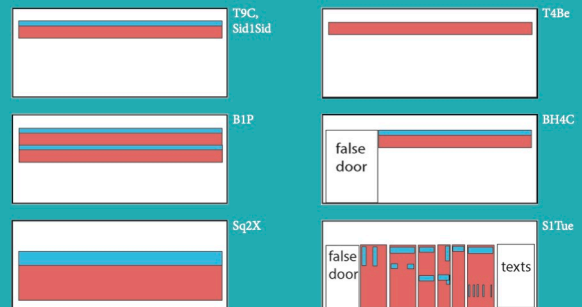 T9C,
Sid1Sid
T4Be
B1P
false
door
BH4C
Sq2X
false
door
texts
S1Tue